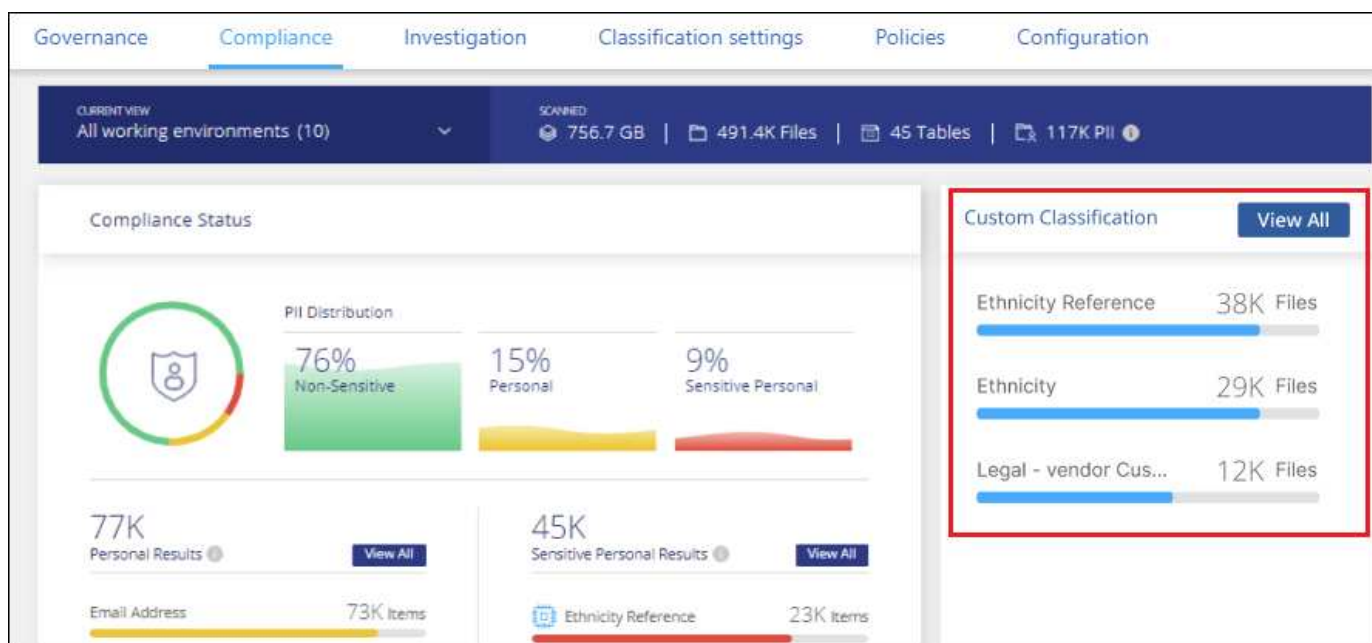 Governance Compliance Investigation Classification settings Policies Configuration
CURRENT VIEW
All working environments (10)
SCANNED
756.7 GB | 491.4K Files | 45 Tables | 117K PII
Compliance Status
PII Distribution
76%
Non-Sensitive
15%
Personal
9%
Sensitive Personal
77K
Personal Results
View All
Email Address 73K Items
45K
Sensitive Personal Results
View All
Ethnicity Reference 23K Items
Custom Classification View All
Ethnicity Reference 38K Files
Ethnicity 29K Files
Legal - vendor Cus... 12K Files